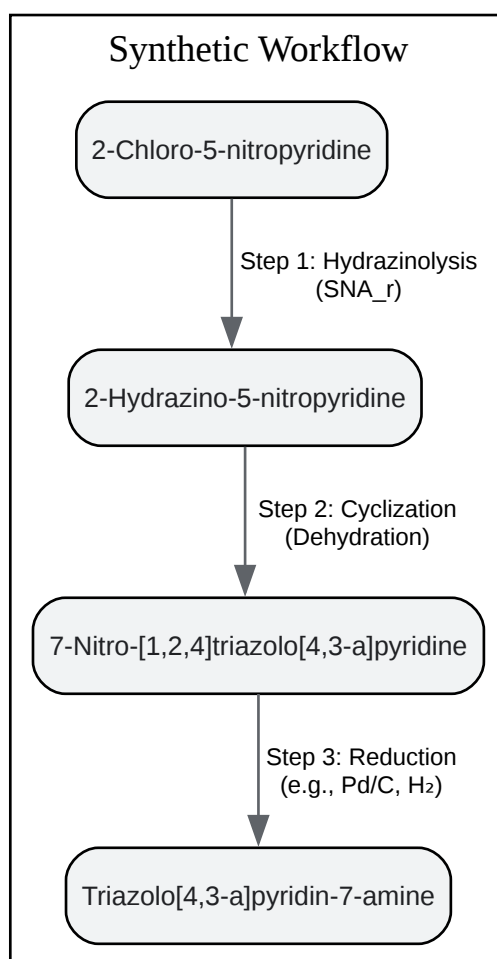 Synthetic Workflow
2-Chloro-5-nitropyridine
Step 1: Hydrazinolysis
(SNA_r)
2-Hydrazino-5-nitropyridine
Step 2: Cyclization
(Dehydration)
7-Nitro-[1,2,4]triazolo[4,3-a]pyridine
Step 3: Reduction
(e.g., Pd/C, H₂)
Triazolo[4,3-a]pyridin-7-amine